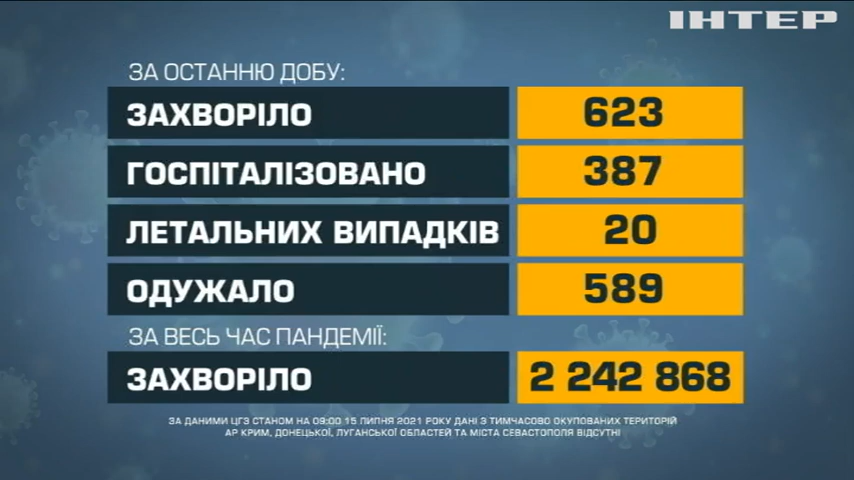 ІНТЕР
ЗА ОСТАННЮ ДОБУ:
ЗАХВОРІЛО 623
ГОСПІТАЛІЗОВАНО 387
ЛЕТАЛЬНИХ ВИПАДКІВ 20
ОДУЖАЛО 589
ЗА ВЕСЬ ЧАС ПАНДЕМІЇ:
ЗАХВОРІЛО 2 242 868
ЗА ДАНИМИ ЦГЗ СТАНОМ НА 09:00 15 ЛИПНЯ 2021 РОКУ ДАНІ З ТИМЧАСОВО ОКУПОВАНИХ ТЕРИТОРІЙ
АР КРИМ, ДОНЕЦЬКОЇ, ЛУГАНСЬКОЇ ОБЛАСТЕЙ ТА МІСТА СЕВАСТОПОЛЯ ВІДСУТНІ